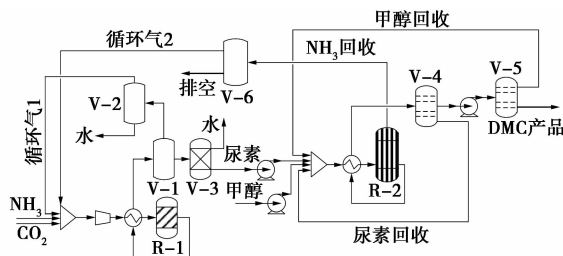 甲醇回收
循环气2
NH₃回收
V-4
V-5
排空
V-6
循环气1
V-2
水
水
DMC产品
尿素
V-1
V-3
甲醇
R-2
NH₃
CO₂
尿素回收
R-1